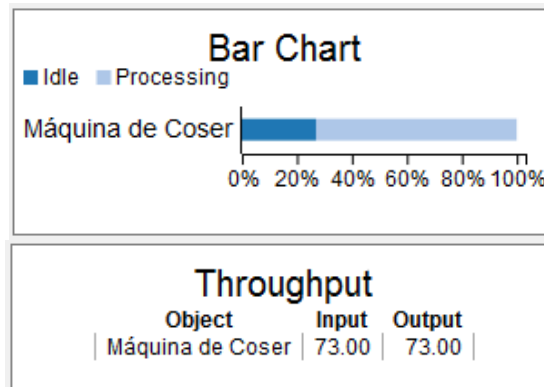 Bar Chart
Idle Processing
Máquina de Coser
0% 20% 40% 60% 80% 100%
Throughput
Object Input Output
Máquina de Coser 73.00 73.00